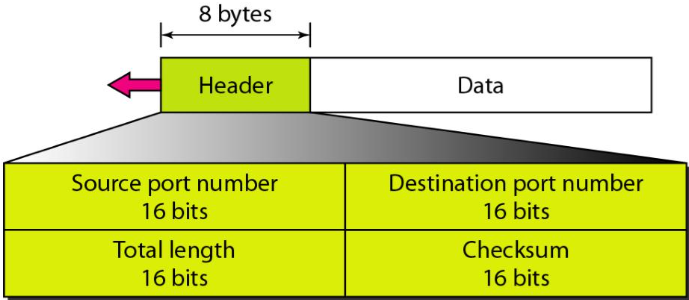 8 bytes
Header
Data
Source port number
16 bits
Destination port number
16 bits
Total length
16 bits
Checksum
16 bits